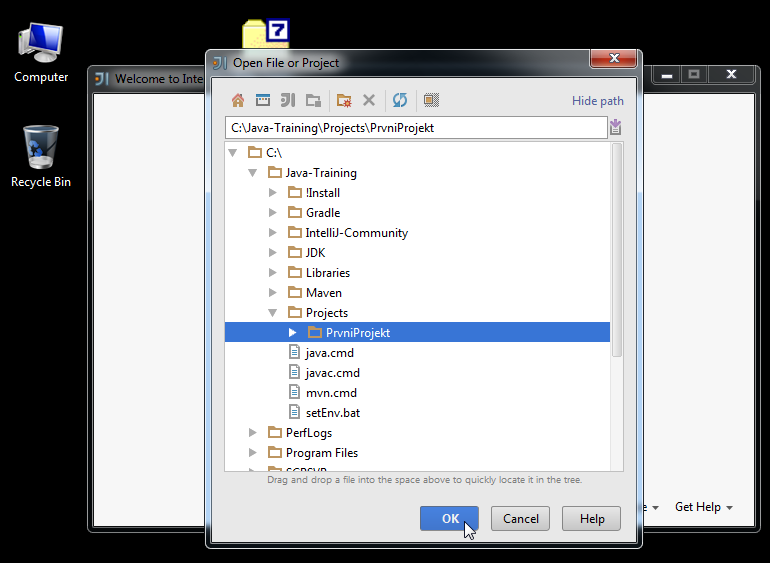 7
Computer
Recycle Bin
Welcome to Inte
Open File or Project
Hide path
C:\Java-Training\Projects\PrvniProjekt
C:\
Java-Training
!Install
Gradle
IntelliJ-Community
JDK
Libraries
Maven
Projects
PrvniProjekt
java.cmd
javac.cmd
mvn.cmd
setEnv.bat
PerfLogs
Program Files
Drag and drop a file into the space above to quickly locate it in the tree.
OK Cancel Help
e Get Help